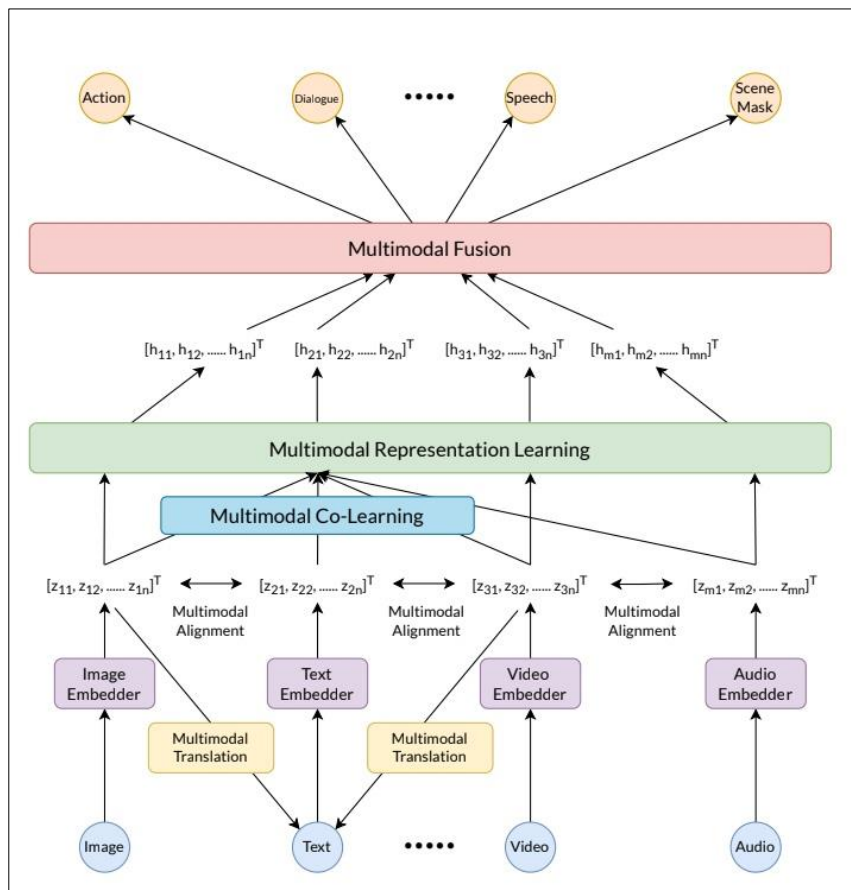 Action
Dialogue
•••••
Speech
Scene
Mask
Multimodal Fusion
[h11, h12, ...... h1n]T
[h21, h22, ...... h2n]T
[h31, h32, ...... h3n]T
[hm1, hm2, ...... hmn]T
Multimodal Representation Learning
Multimodal Co-Learning
[z11, z12, ...... z1n]T
[z21, z22, ...... z2n]T
[z31, z32, ...... z3n]T
[zm1, zm2, ...... zmn]T
Multimodal
Alignment
Multimodal
Alignment
Multimodal
Alignment
Image
Embedder
Text
Embedder
Video
Embedder
Audio
Embedder
Multimodal
Translation
Multimodal
Translation
Image
Text
•••••
Video
Audio